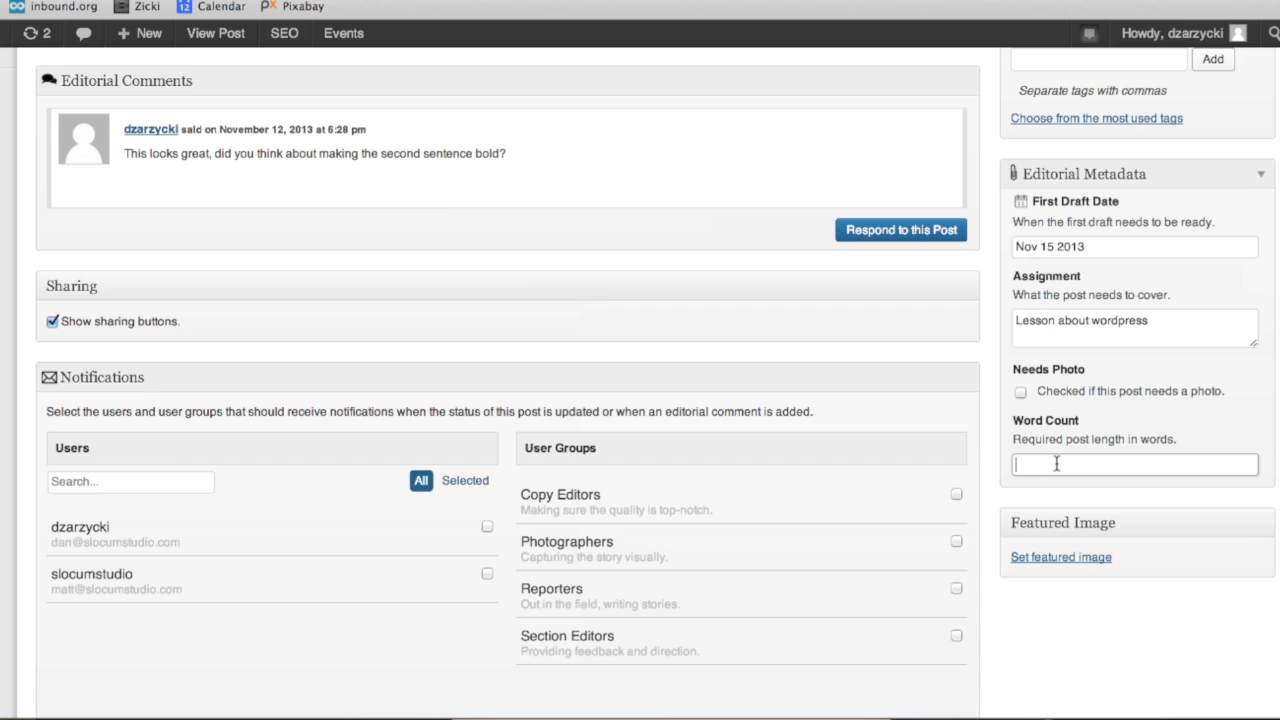 inbound.org Zicki 12 Calendar PX Pixabay
2 + New View Post SEO Events Howdy, dzarzycki
Editorial Comments
dzarzycki said on November 12, 2013 at 6:28 pm
This looks great, did you think about making the second sentence bold?
Respond to this Post
Sharing
Show sharing buttons.
Notifications
Select the users and user groups that should receive notifications when the status of this post is updated or when an editorial comment is added.
Users
Search...
All Selected
dzarzycki
dan@slocumstudio.com
slocumstudio
matt@slocumstudio.com
User Groups
Copy Editors
Making sure the quality is top-notch.
Photographers
Capturing the story visually.
Reporters
Out in the field, writing stories.
Section Editors
Providing feedback and direction.
Add
Separate tags with commas
Choose from the most used tags
Editorial Metadata
First Draft Date
When the first draft needs to be ready.
Nov 15 2013
Assignment
What the post needs to cover.
Lesson about wordpress
Needs Photo
Checked if this post needs a photo.
Word Count
Required post length in words.
Featured Image
Set featured image